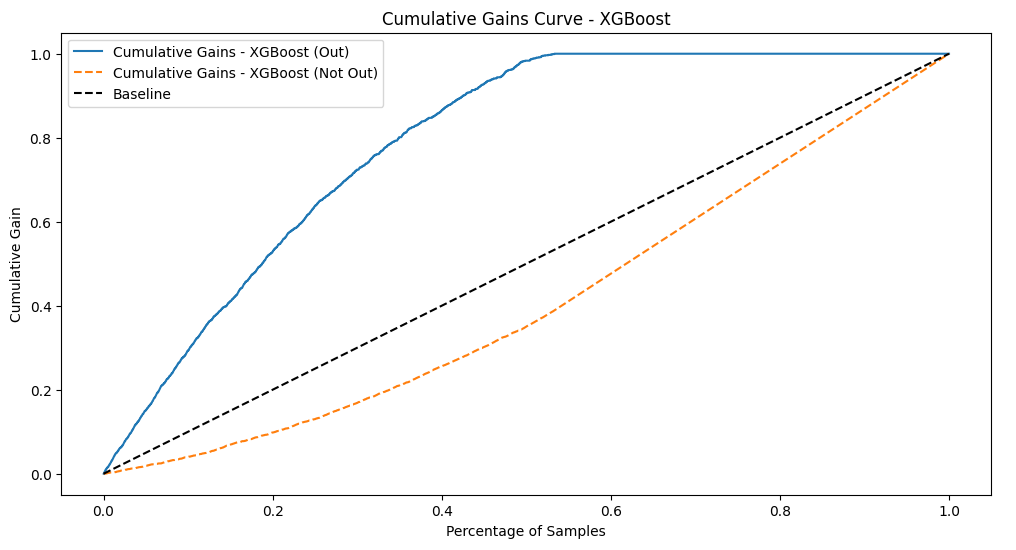 Cumulative Gains Curve - XGBoost
Cumulative Gains - XGBoost (Out)
Cumulative Gains - XGBoost (Not Out)
Baseline
1.0
0.8
0.6
0.4
0.2
0.0
Cumulative Gain
0.0 0.2 0.4 0.6 0.8 1.0
Percentage of Samples